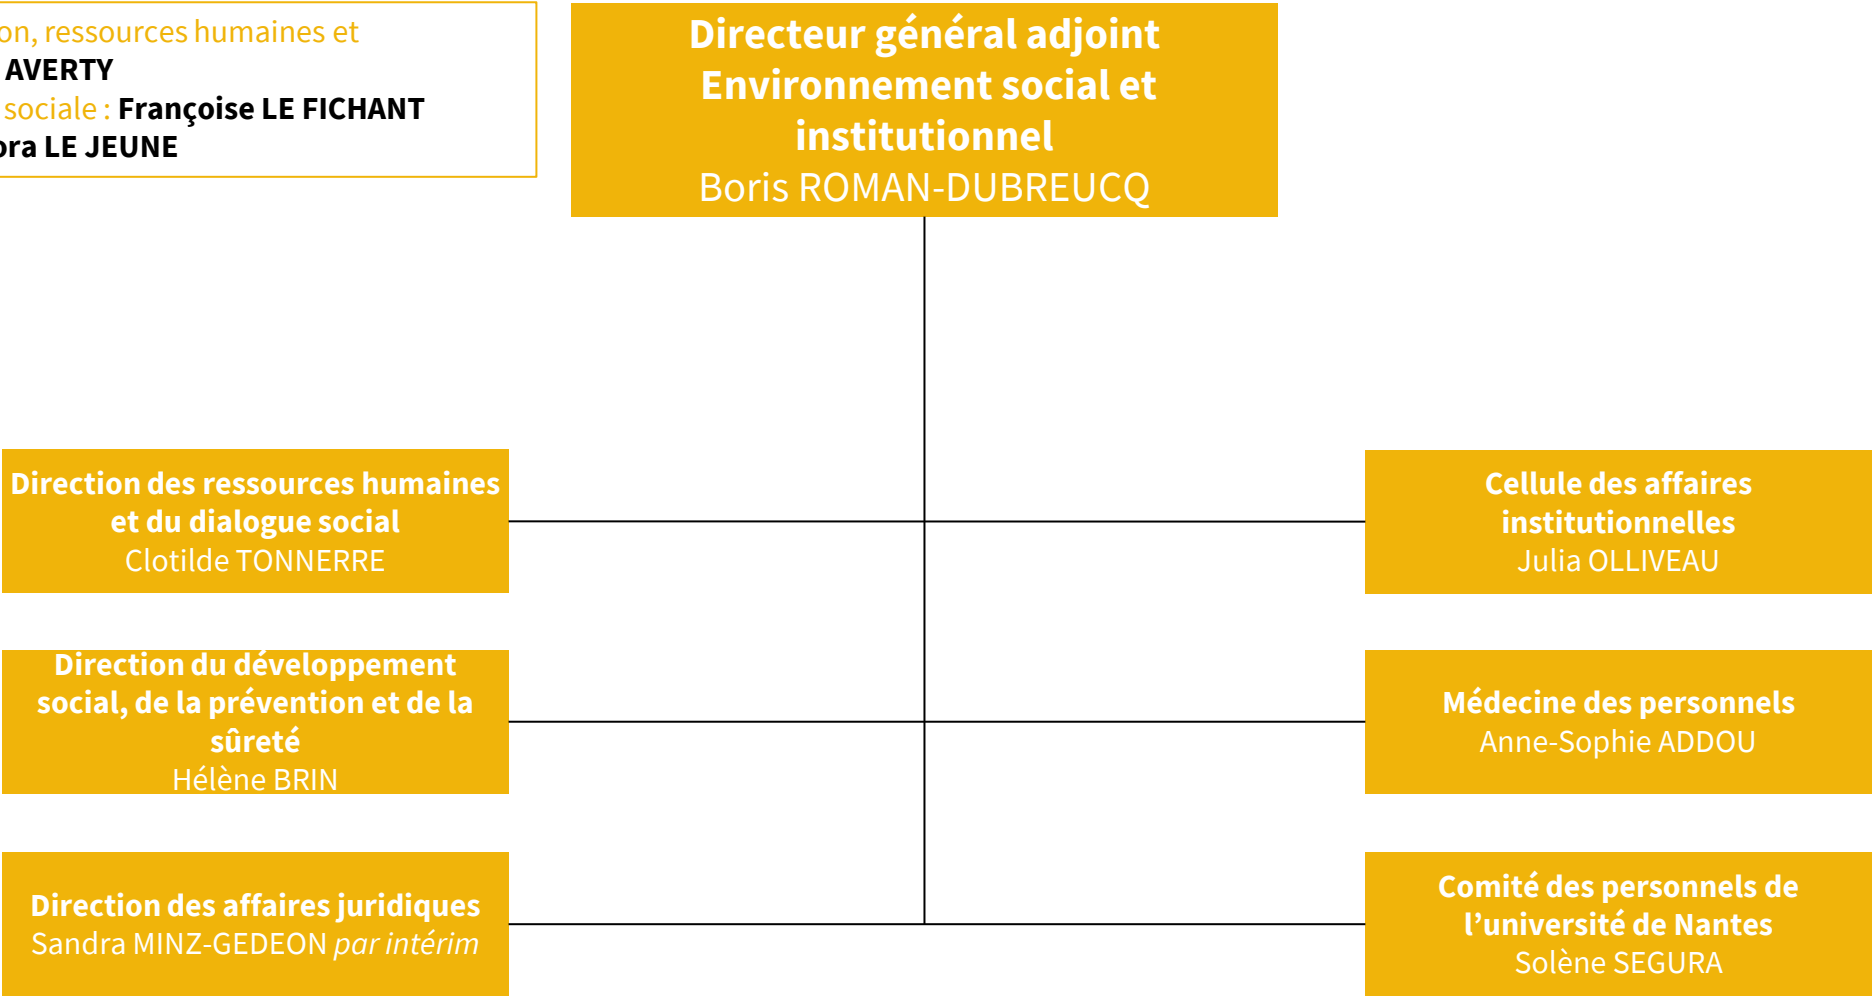 ressources humaines et
AVERTY
sociale : Françoise LE FICHANT
LE JEUNE
Directeur général adjoint
Environnement social et
institutionnel
Boris ROMAN-DUBREUCQ
Direction des ressources humaines
et du dialogue social
Clotilde TONNERRE
Cellule des affaires
institutionnelles
Julia OLLIVEAU
Direction du développement
social, de la prévention et de la
sûreté
Hélène BRIN
Médecine des personnels
Anne-Sophie ADDOU
Direction des affaires juridiques
Sandra MINZ-GEDEON par intérim
Comité des personnels de
l’université de Nantes
Solène SEGURA